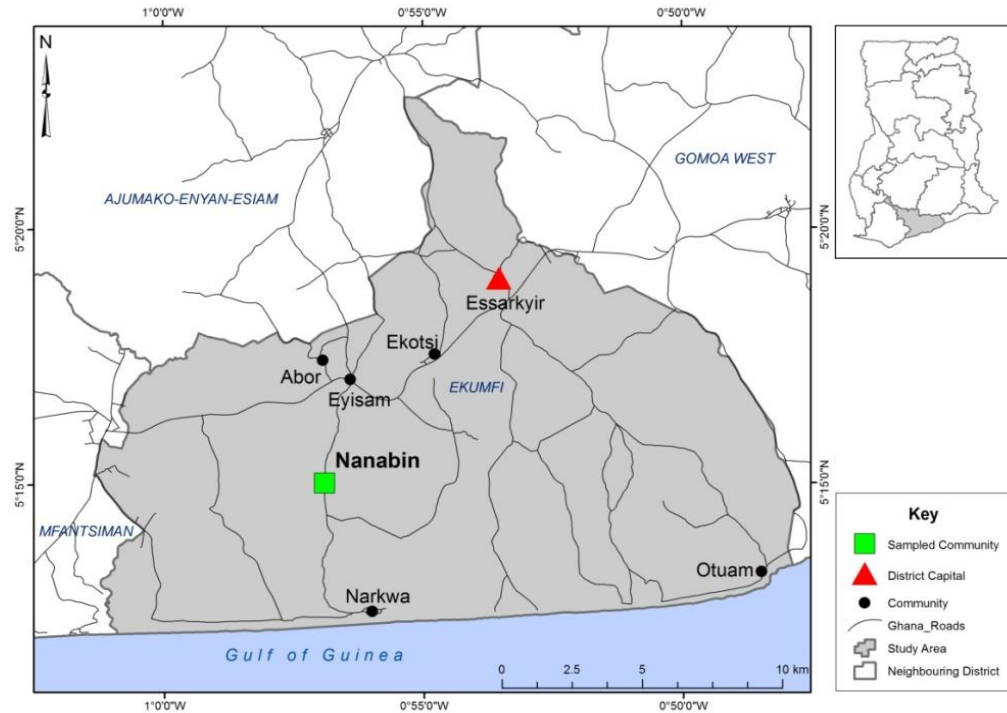 1°0'0"W 0°55'0"W 0°50'0"W
N
GOMOA WEST
AJUMAKO-ENYAN-ESIAM
5°20'0"N 5°20'0"N
Essarkyir
Ekotsi
Abor
EKUMFI
Eyisam
Nanabin
5°15'0"N 5°15'0"N
MFANTSIMAN
Otuam
Narkwa
Gulf of Guinea
0 2.5 5 10 km
1°0'0"W 0°55'0"W 0°50'0"W
Key
Sampled Community
District Capital
Community
Ghana_Roads
Study Area
Neighbouring District